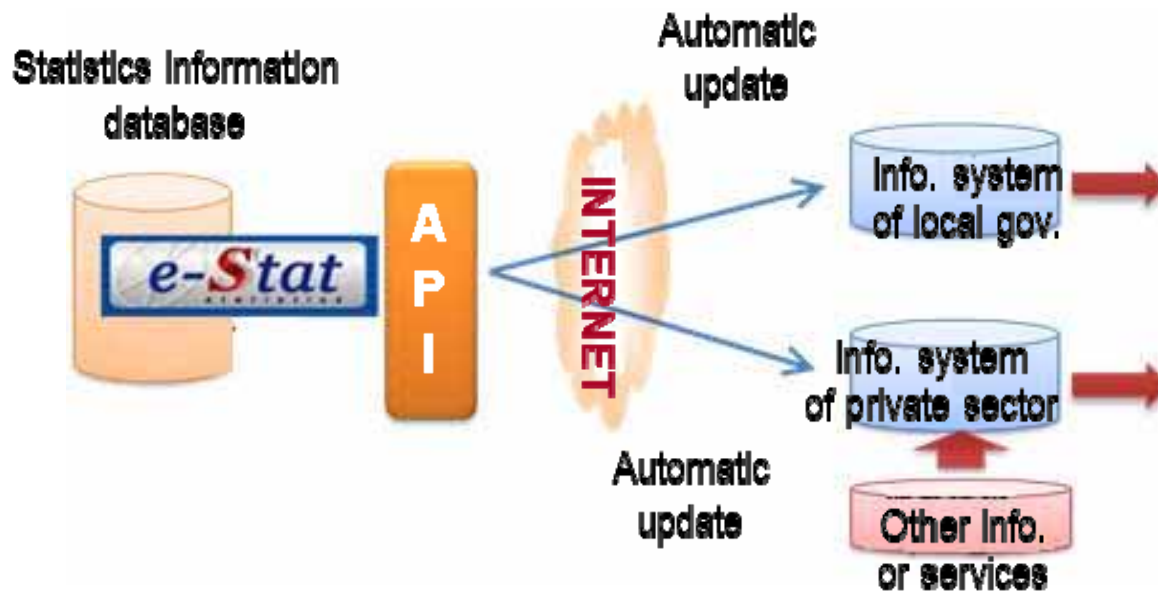 Statistics Information
database
e-Stat
statistics
A
P
I
INTERNET
Automatic
update
Info. system
of local gov.
Info. system
of private sector
Automatic
update
Other Info.
or services